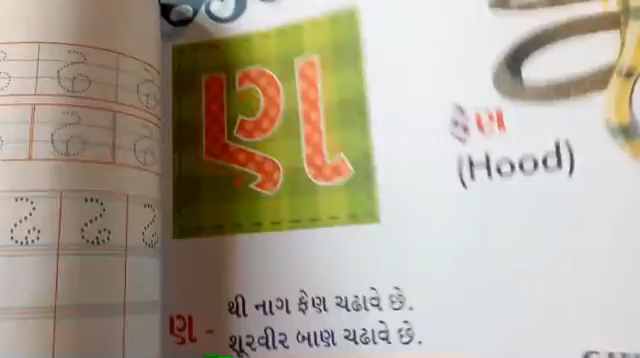 ણ
ફેણ
(Hood)
થી નાગ ફેણ ચઢાવે છે.
ણ -
શૂરવીર બાણ ચઢાવે છે.